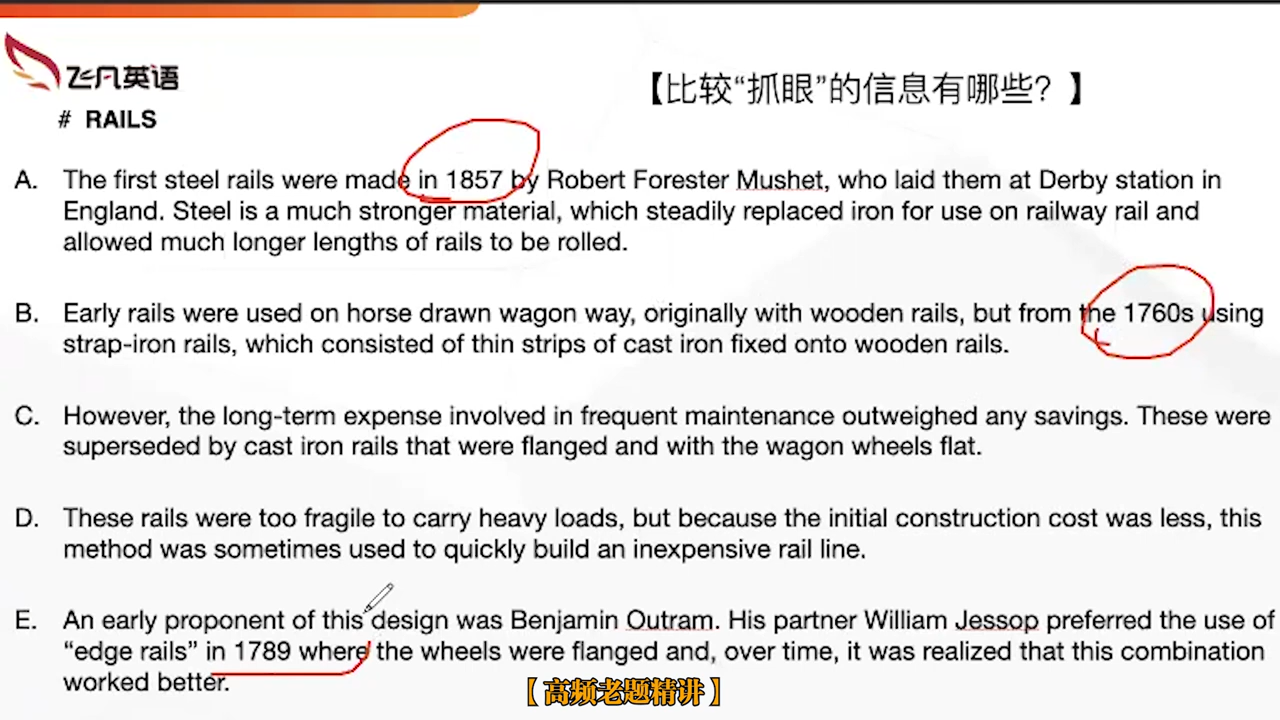 飞凡英语
【比较“抓眼”的信息有哪些？】
# RAILS
A. The first steel rails were made in 1857 by Robert Forester Mushet, who laid them at Derby station in
England. Steel is a much stronger material, which steadily replaced iron for use on railway rail and
allowed much longer lengths of rails to be rolled.
B. Early rails were used on horse drawn wagon way, originally with wooden rails, but from the 1760s using
strap-iron rails, which consisted of thin strips of cast iron fixed onto wooden rails.
C. However, the long-term expense involved in frequent maintenance outweighed any savings. These were
superseded by cast iron rails that were flanged and with the wagon wheels flat.
D. These rails were too fragile to carry heavy loads, but because the initial construction cost was less, this
method was sometimes used to quickly build an inexpensive rail line.
E. An early proponent of this design was Benjamin Outram. His partner William Jessop preferred the use of
“edge rails” in 1789 where the wheels were flanged and, over time, it was realized that this combination
worked better.
【高频老题精讲】